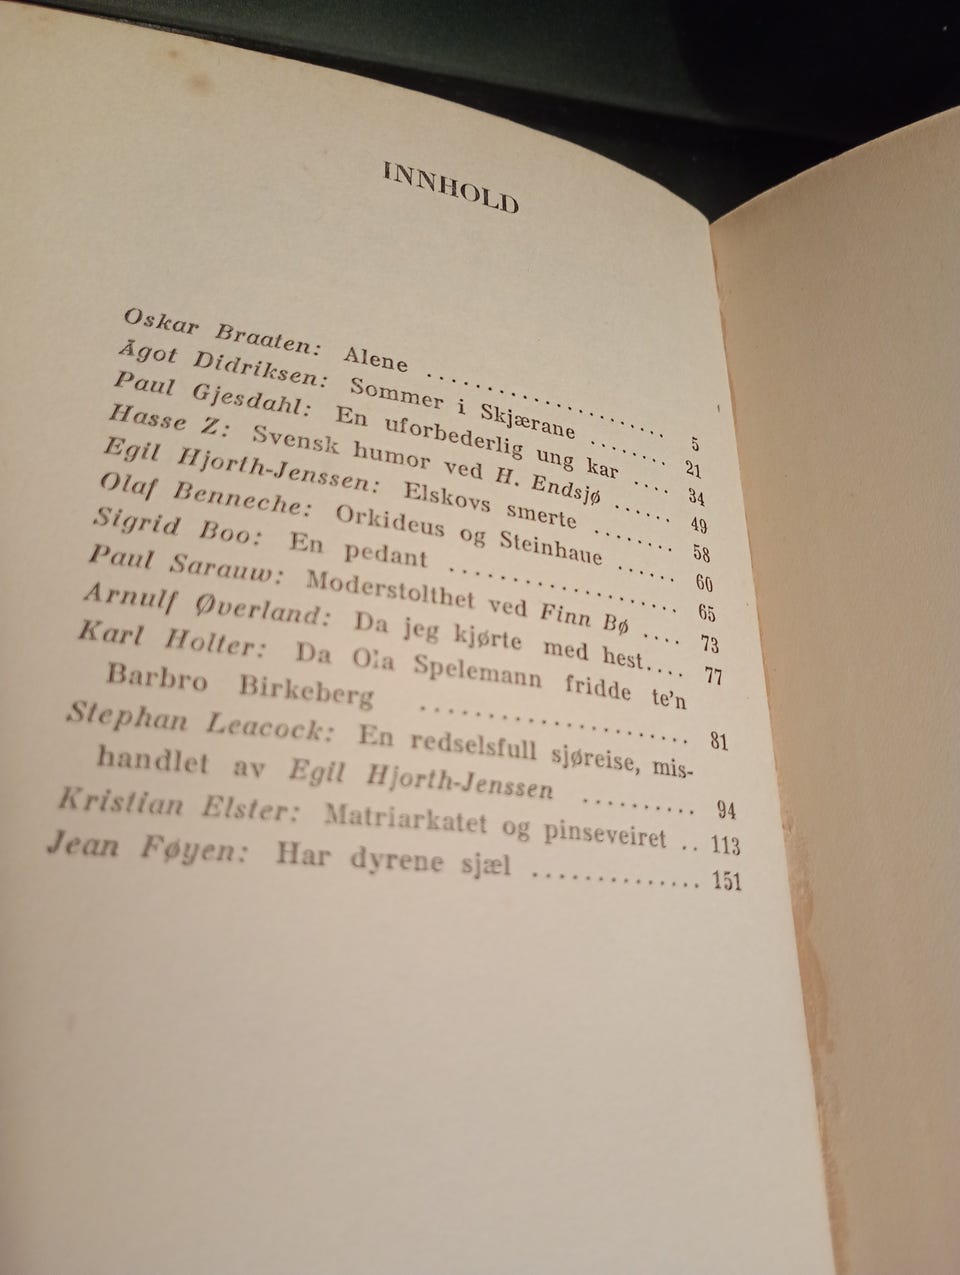 INNHOLD
Oskar Braaten: Alene .................... 5
Ågot Didriksen: Sommer i Skjærane ....... 21
Paul Gjesdahl: En uforbederlig ung kar .... 34
Hasse Z: Svensk humor ved H. Endsjø ...... 49
Egil Hjorth-Jenssen: Elskovs smerte ........ 58
Olaf Benneche: Orkideus og Steinhaue ...... 60
Sigrid Boo: En pedant .................... 65
Paul Sarauw: Moderstolthet ved Finn Bø .... 73
Arnulf Øverland: Da jeg kjørte med hest.... 77
Karl Holter: Da Ola Spelemann fridde te'n
Barbro Birkeberg .................... 81
Stephan Leacock: En redselsfull sjøreise, mis-
handlet av Egil Hjorth-Jenssen .......... 94
Kristian Elster: Matriarkatet og pinseveiret .. 113
Jean Føyen: Har dyrene sjæl .............. 151